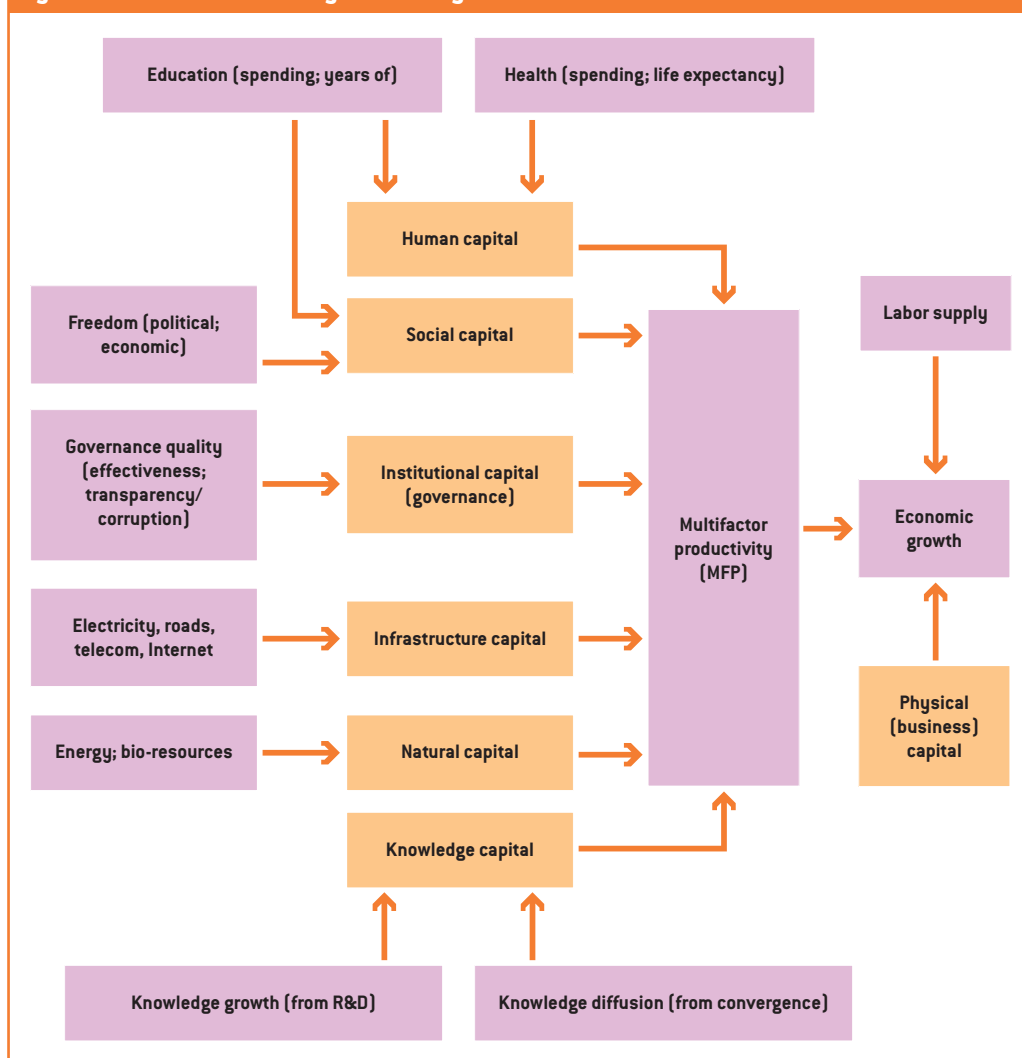 Education (spending; years of)
Health (spending; life expectancy)
Human capital
Freedom (political;
economic)
Social capital
Labor supply
Governance quality
(effectiveness;
transparency/
corruption)
Institutional capital
(governance)
Multifactor
productivity
(MFP)
Economic
growth
Electricity, roads,
telecom, Internet
Infrastructure capital
Physical
(business)
capital
Energy; bio-resources
Natural capital
Knowledge capital
Knowledge growth (from R&D)
Knowledge diffusion (from convergence)